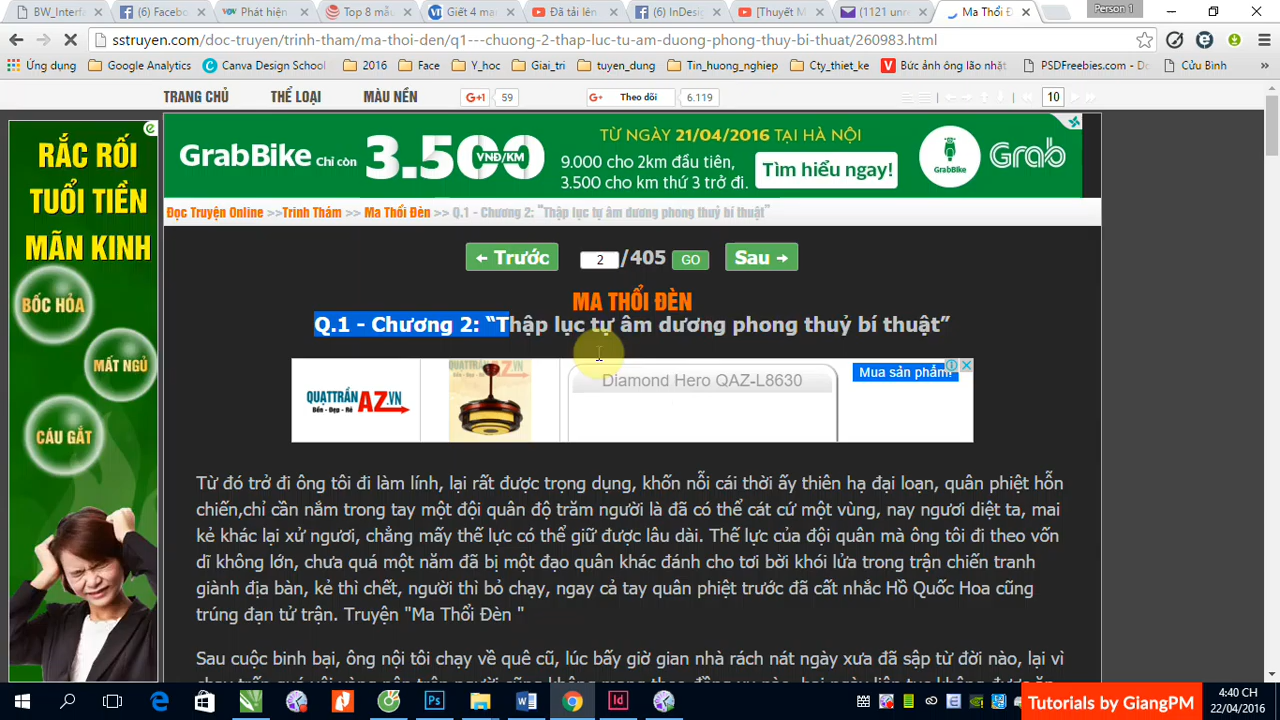 BW_Interfa
(6) Facebo
VOV Phát hiện
Top 8 mẫ
Giết 4 ma
Đã tải lên
(6) InDesi
[Thuyết M
(1121 unre
Ma Thổi Đ
Person 1
sstruyen.com/doc-truyen/trinh-tham/ma-thoi-den/q1---chuong-2-thap-luc-tu-am-duong-phong-thuy-bi-thuat/260983.html
Ứng dụng Google Analytics Canva Design School 2016 Face Y_hoc Giai_tri tuyen_dung Tin_huong_nghiep Cty_thiet_ke Bức ảnh ông lão nhặt PSDFreebies.com - D Cửu Bình »
TRANG CHỦ THỂ LOẠI MÀU NỀN G+1 59 G+ Theo dõi 6.119 10
RẮC RỐI
TUỔI TIỀN
MÃN KINH
BỐC HỎA
MẤT NGỦ
CÁU GẮT
GrabBike Chỉ còn 3.500 VNĐ/KM
TỪ NGÀY 21/04/2016 TẠI HÀ NỘI
9.000 cho 2km đầu tiên,
3.500 cho km thứ 3 trở đi.
Tìm hiểu ngay!
GrabBike
Grab
Đọc Truyện Online >>Trinh Thám >> Ma Thổi Đèn >> Q.1 - Chương 2: “Thập lục tự âm dương phong thuỷ bí thuật”
← Trước 2 /405 GO Sau →
MA THỔI ĐÈN
Q.1 - Chương 2: “Thập lục tự âm dương phong thuỷ bí thuật”
QUẠTTRẦN AZ.VN
Bền - Đẹp - Rẻ
QUATTRANAZ.VN
Diamond Hero QAZ-L8630
Mua sản phẩm!
Từ đó trở đi ông tôi đi làm lính, lại rất được trọng dụng, khốn nỗi cái thời ấy thiên hạ đại loạn, quân phiệt hỗn
chiến,chỉ cần nắm trong tay một đội quân độ trăm người là đã có thể cát cứ một vùng, nay ngươi diệt ta, mai
kẻ khác lại xử ngươi, chẳng mấy thế lực có thể giữ được lâu dài. Thế lực của đội quân mà ông tôi đi theo vốn
dĩ không lớn, chưa quá một năm đã bị một đạo quân khác đánh cho tơi bời khói lửa trong trận chiến tranh
giành địa bàn, kẻ thì chết, người thì bỏ chạy, ngay cả tay quân phiệt trước đã cất nhắc Hồ Quốc Hoa cũng
trúng đạn tử trận. Truyện "Ma Thổi Đèn "
Sau cuộc binh bại, ông nội tôi chạy về quê cũ, lúc bấy giờ gian nhà rách nát ngày xưa đã sập từ đời nào, lại vì
Tutorials by GiangPM
4:40 CH
22/04/2016